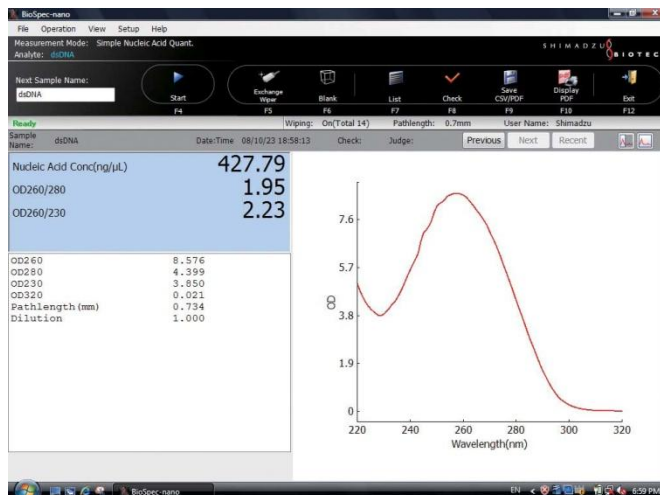 BioSpec-nano
File Operation View Setup Help
Measurement Mode: Simple Nucleic Acid Quant.
Analyte: dsDNA
SHIMADZU
BIOTECH
Next Sample Name:
dsDNA
Start
Exchange Wiper
Blank
List
Check
Save CSV/PDF
Display PDF
Exit
F4 F5 F6 F7 F8 F9 F10 F12
Ready Wiping: On(Total 14) Pathlength: 0.7mm User Name: Shimadzu
Sample Name: dsDNA Date:Time 08/10/23 18:58:13 Check: Judge: Previous Next Recent
Nucleic Acid Conc(ng/μL) 427.79
OD260/280 1.95
OD260/230 2.23
OD260 8.576
OD280 4.399
OD230 3.850
OD320 0.021
Pathlength(mm) 0.734
Dilution 1.000
7.6
5.7
OD
3.8
1.9
0
220 240 260 280 300 320
Wavelength(nm)
BioSpec-nano EN 6:59 PM